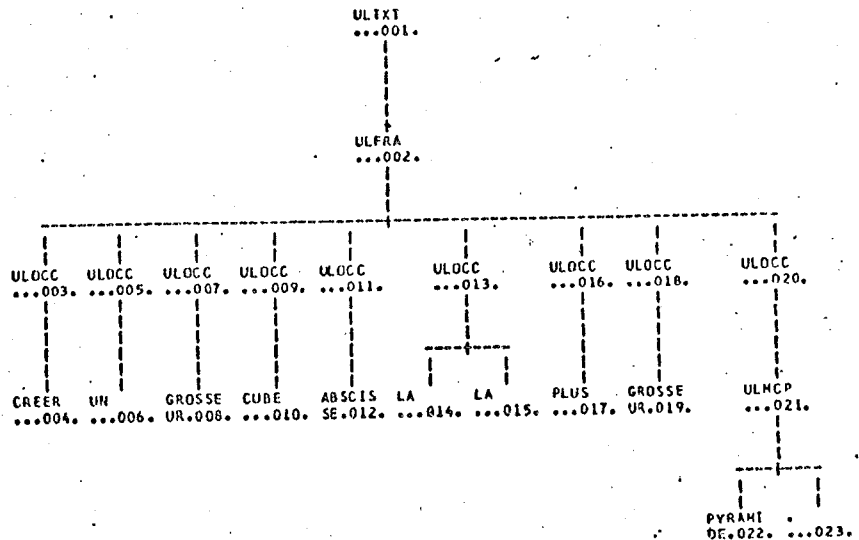 ULTXT
...001.
ULFRA
...002.
ULOCC ULOCC ULOCC ULOCC ULOCC ULOCC ULOCC ULOCC ULOCC
...003. ...005. ...007. ...009. ...011. ...013. ...016. ...018. ...020.
CREER UN GROSSE CUBE ABSCIS LA LA PLUS GROSSE ULMCP
...004. ...006. UR.008. ...010. SE.012. ...014. ...015. ...017. UR.019. ...021.
PYRAMI .
DE.022. ...023.